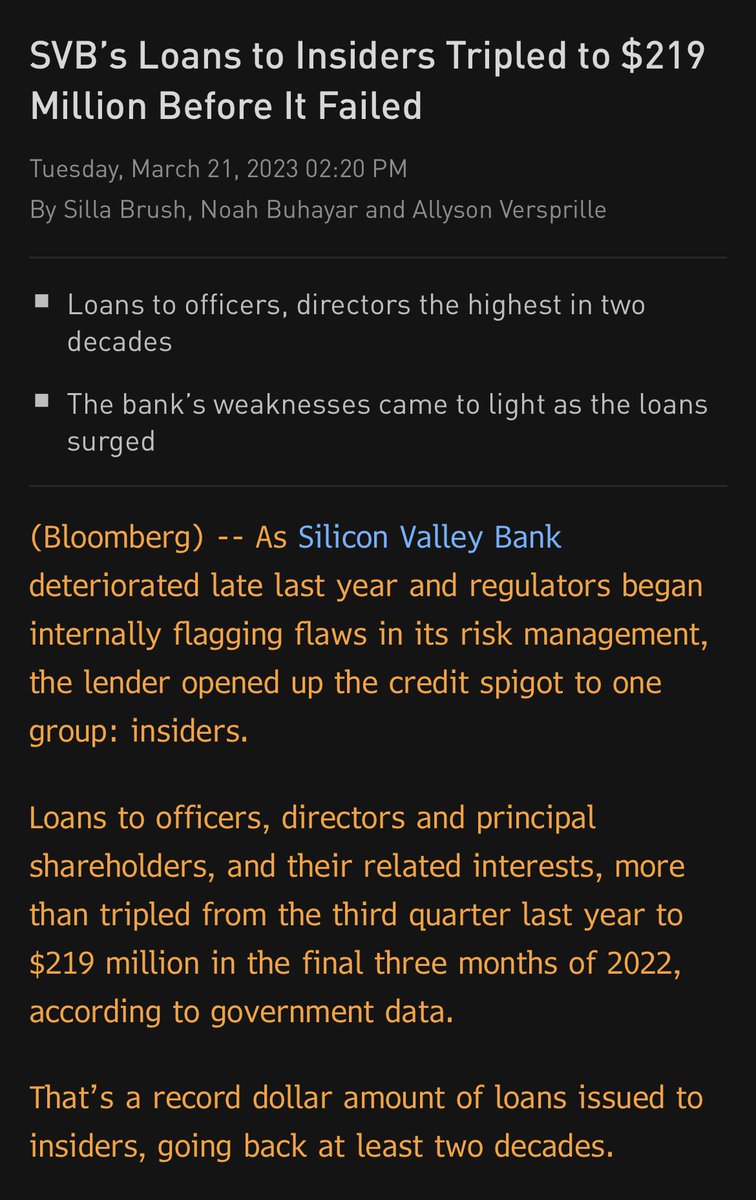 SVB’s Loans to Insiders Tripled to $219
Million Before It Failed
Tuesday, March 21, 2023 02:20 PM
By Silla Brush, Noah Buhayar and Allyson Versprille
Loans to officers, directors the highest in two
decades
The bank’s weaknesses came to light as the loans
surged
(Bloomberg) -- As Silicon Valley Bank
deteriorated late last year and regulators began
internally flagging flaws in its risk management,
the lender opened up the credit spigot to one
group: insiders.
Loans to officers, directors and principal
shareholders, and their related interests, more
than tripled from the third quarter last year to
$219 million in the final three months of 2022,
according to government data.
That’s a record dollar amount of loans issued to
insiders, going back at least two decades.